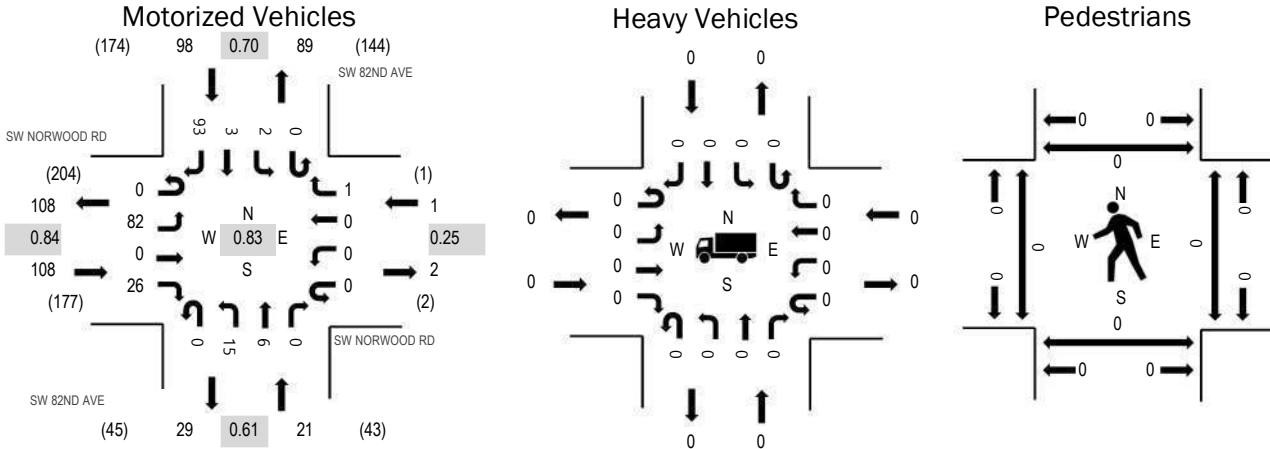 Motorized Vehicles
(174) 98 0.70 89 (144)
SW 82ND AVE
SW NORWOOD RD
93 3 2 0
(204) 0 1 (1)
108 82 0 1
N
0.84 W 0.83 E 0.25
S
0 0
108 26 0 2
(177) (2)
0 15 6 0
SW NORWOOD RD
SW 82ND AVE
(45) 29 0.61 21 (43)
Heavy Vehicles
0 0
0 0 0 0
0 0
0 0 0 0
N
W E
S
0 0
0 0 0 0
0 0 0 0
0 0
Pedestrians
0 0
0
N
0 0
W E
0 0
0 0
S
0
0 0